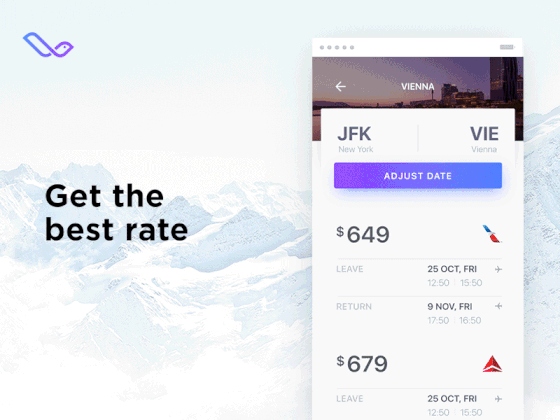 Get the
best rate
VIENNA
JFK
New York
VIE
Vienna
ADJUST DATE
$649
LEAVE
25 OCT, FRI
12:50 15:50
RETURN
9 NOV, FRI
17:50 16:50
$679
LEAVE
25 OCT, FRI
12:50 15:50